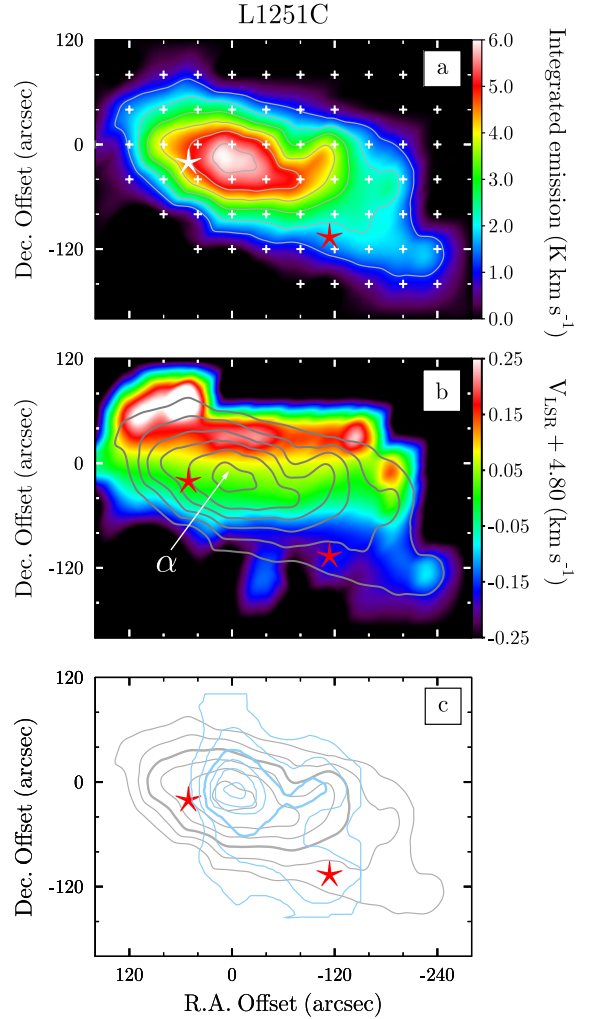 L1251C
120
0
-120
Dec. Offset (arcsec)
a
6.0
5.0
4.0
3.0
2.0
1.0
0.0
Integrated emission (K km s⁻¹)
120
0
-120
Dec. Offset (arcsec)
b
α
0.25
0.15
0.05
-0.05
-0.15
-0.25
V_LSR + 4.80 (km s⁻¹)
120
0
-120
Dec. Offset (arcsec)
c
120 0 -120 -240
R.A. Offset (arcsec)